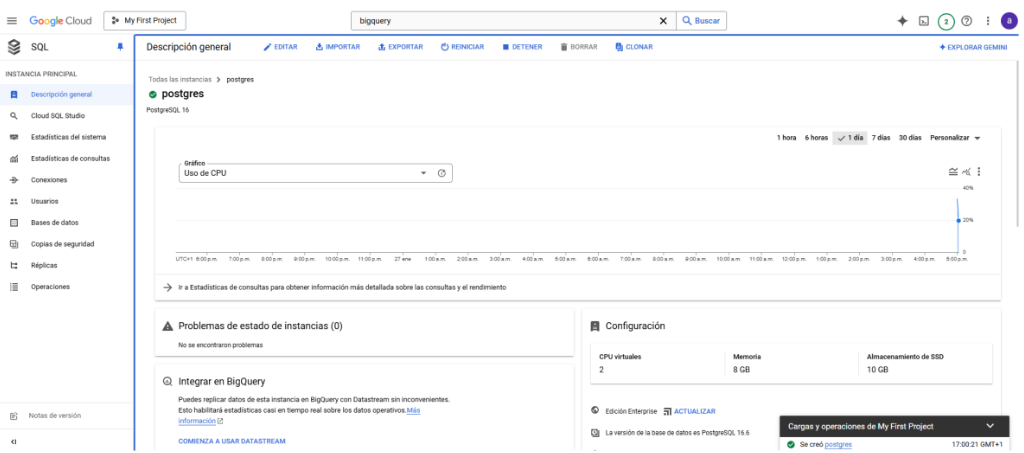 Google Cloud
My First Project
bigquery
Buscar
2
a
SQL
INSTANCIA PRINCIPAL
Descripción general
Cloud SQL Studio
Estadísticas del sistema
Estadísticas de consultas
Conexiones
Usuarios
Bases de datos
Copias de seguridad
Réplicas
Operaciones
Notas de versión
Descripción general
EDITAR
IMPORTAR
EXPORTAR
REINICIAR
DETENER
BORRAR
CLONAR
EXPLORAR GEMINI
Todas las instancias > postgres
postgres
PostgreSQL 16
1 hora 6 horas 1 día 7 días 30 días Personalizar
Gráfico
Uso de CPU
40%
20%
0
UTC+1 6:00 p.m. 7:00 p.m. 8:00 p.m. 9:00 p.m. 10:00 p.m. 11:00 p.m. 27 ene 1:00 a.m. 2:00 a.m. 3:00 a.m. 4:00 a.m. 5:00 a.m. 6:00 a.m. 7:00 a.m. 8:00 a.m. 9:00 a.m. 10:00 a.m. 11:00 a.m. 12:00 p.m. 1:00 p.m. 2:00 p.m. 3:00 p.m. 4:00 p.m. 5:00 p.m.
Ir a Estadísticas de consultas para obtener información más detallada sobre las consultas y el rendimiento
Problemas de estado de instancias (0)
No se encontraron problemas
Integrar en BigQuery
Puedes replicar datos de esta instancia en BigQuery con Datastream sin inconvenientes.
Esto habilitará estadísticas casi en tiempo real sobre los datos operativos. Más
información
COMIENZA A USAR DATASTREAM
Configuración
CPU virtuales
2
Memoria
8 GB
Almacenamiento de SSD
10 GB
Edición Enterprise
ACTUALIZAR
La versión de la base de datos es PostgreSQL 16.6
Cargas y operaciones de My First Project
Se creó postgres
17:00:21 GMT+1